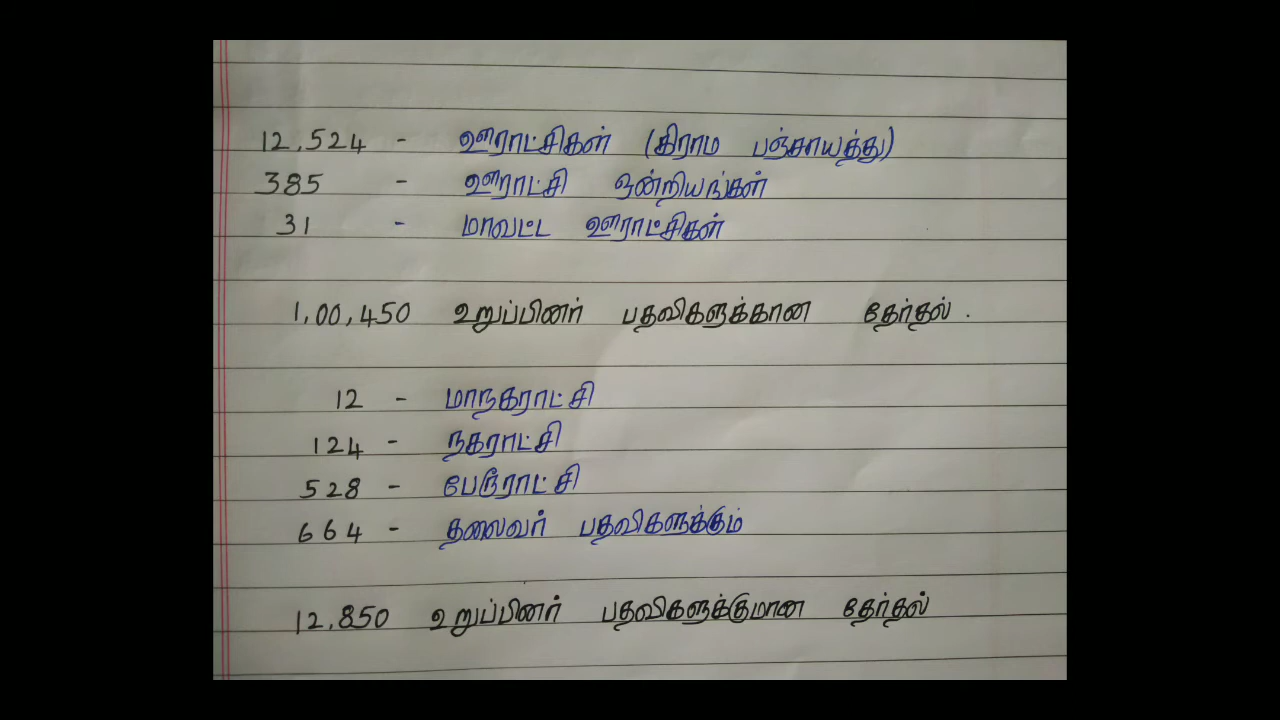 12,524 - ஊராட்சிகள் (கிராம பஞ்சாயத்து)
385 - ஊராட்சி ஒன்றியங்கள்
31 - மாவட்ட ஊராட்சிகள்
1,00,450 உறுப்பினர் பதவிகளுக்கான தேர்தல்.
12 - மாநகராட்சி
124 - நகராட்சி
528 - பேரூராட்சி
664 - தலைவர் பதவிகளுக்கும்
12,850 உறுப்பினர் பதவிகளுக்குமான தேர்தல்